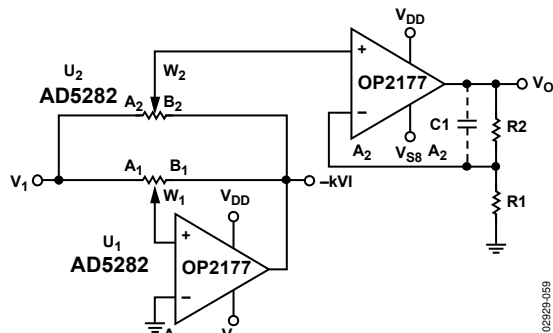 VDD
U2
AD5282
W2
+
OP2177
VO
A2 B2
−
C1
R2
A2
VSS A2
V1
A1 B1
−kVI
W1
VDD
R1
U1
AD5282
+
OP2177
−
A
V
02929-059